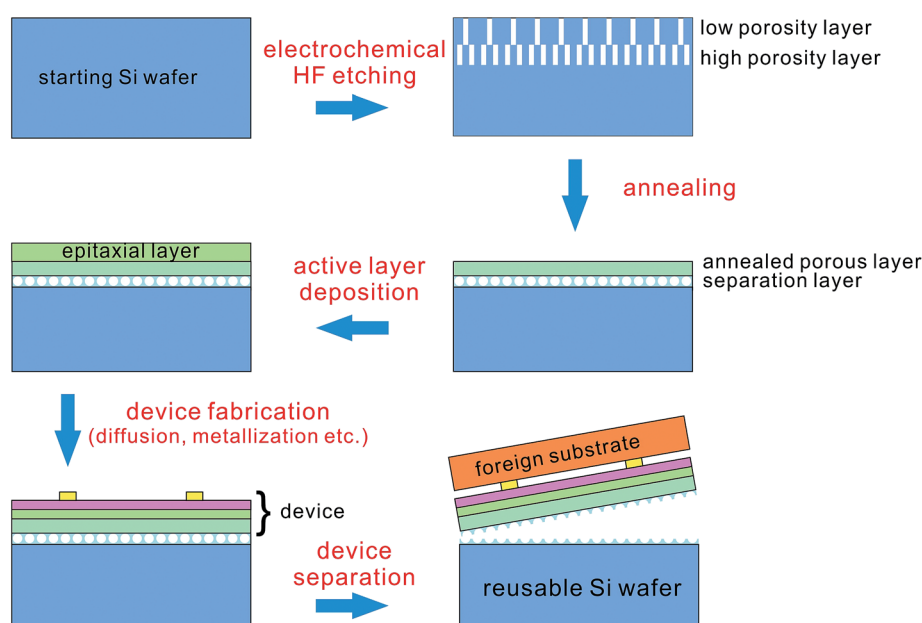 starting Si wafer
electrochemical
HF etching
low porosity layer
high porosity layer
annealing
annealed porous layer
separation layer
active layer
deposition
epitaxial layer
device fabrication
(diffusion, metallization etc.)
device
device
separation
foreign substrate
reusable Si wafer